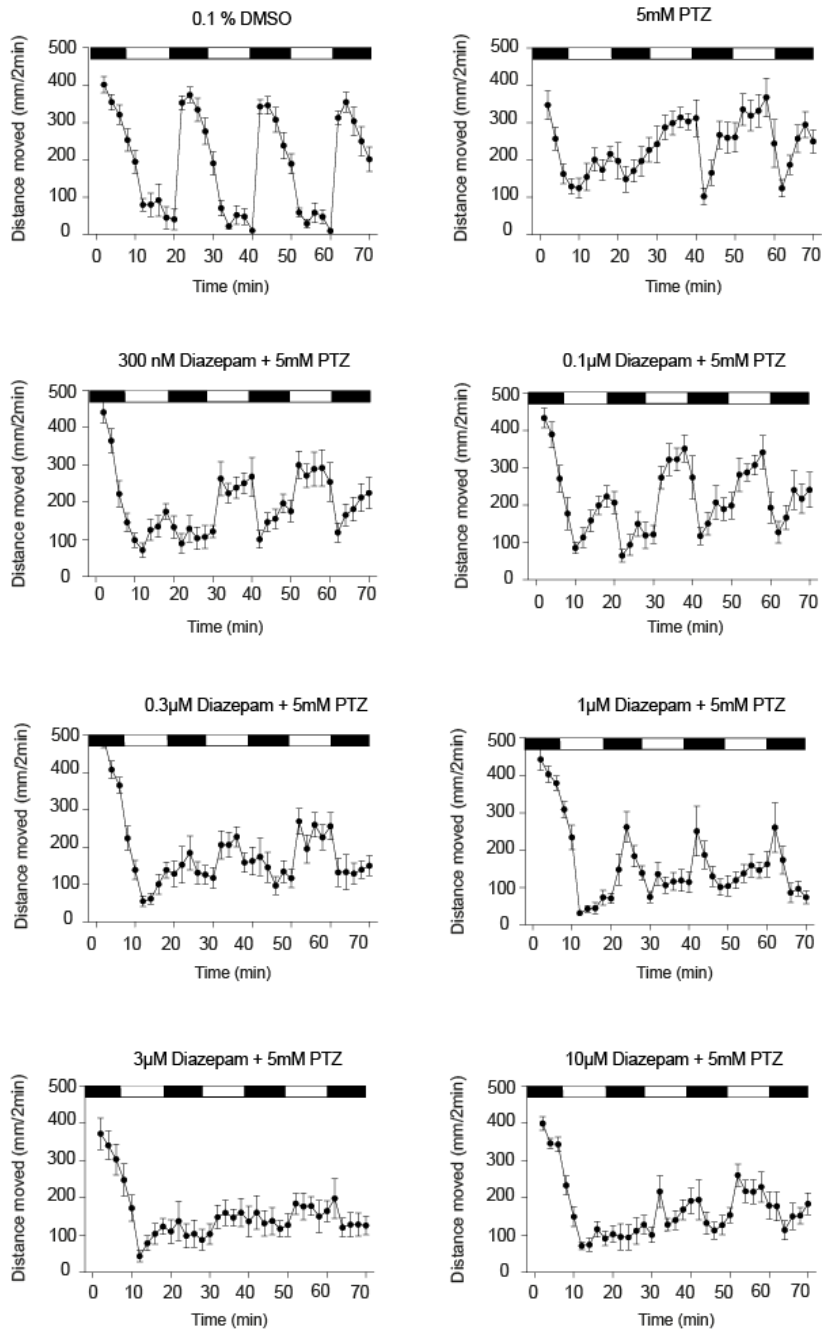 0.1 % DMSO
Distance moved (mm/2min)
500
400
300
200
100
0
0 10 20 30 40 50 60 70
Time (min)
5mM PTZ
Distance moved (mm/2min)
500
400
300
200
100
0
0 10 20 30 40 50 60 70
Time (min)
300 nM Diazepam + 5mM PTZ
Distance moved (mm/2min)
500
400
300
200
100
0
0 10 20 30 40 50 60 70
Time (min)
0.1µM Diazepam + 5mM PTZ
Distance moved (mm/2min)
500
400
300
200
100
0
0 10 20 30 40 50 60 70
Time (min)
0.3µM Diazepam + 5mM PTZ
Distance moved (mm/2min)
500
400
300
200
100
0
0 10 20 30 40 50 60 70
Time (min)
1µM Diazepam + 5mM PTZ
Distance moved (mm/2min)
500
400
300
200
100
0
0 10 20 30 40 50 60 70
Time (min)
3µM Diazepam + 5mM PTZ
Distance moved (mm/2min)
500
400
300
200
100
0
0 10 20 30 40 50 60 70
Time (min)
10µM Diazepam + 5mM PTZ
Distance moved (mm/2min)
500
400
300
200
100
0
0 10 20 30 40 50 60 70
Time (min)